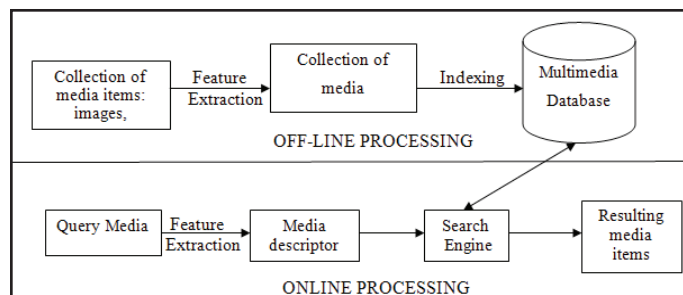 Collection of
media items:
images,
Feature
Extraction
Collection of
media
Indexing
Multimedia
Database
OFF-LINE PROCESSING
Query Media
Feature
Extraction
Media
descriptor
Search
Engine
Resulting
media
items
ONLINE PROCESSING